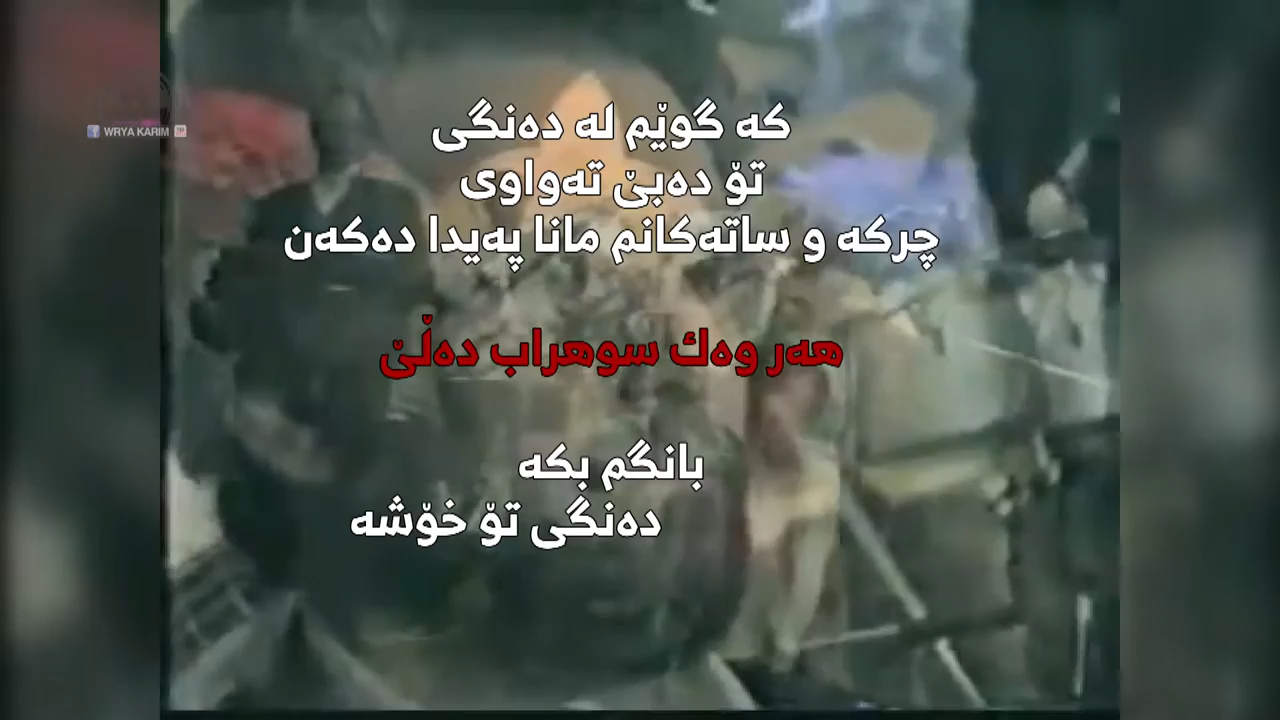 WRYA KARIM
کە گوێم لە دەنگی
تۆ دەبێ تەواوی
چرکە و ساتەکانم مانا پەیدا دەکەن
هەر وەك سوهراب دەڵێ
بانگم بکە
دەنگی تۆ خۆشە